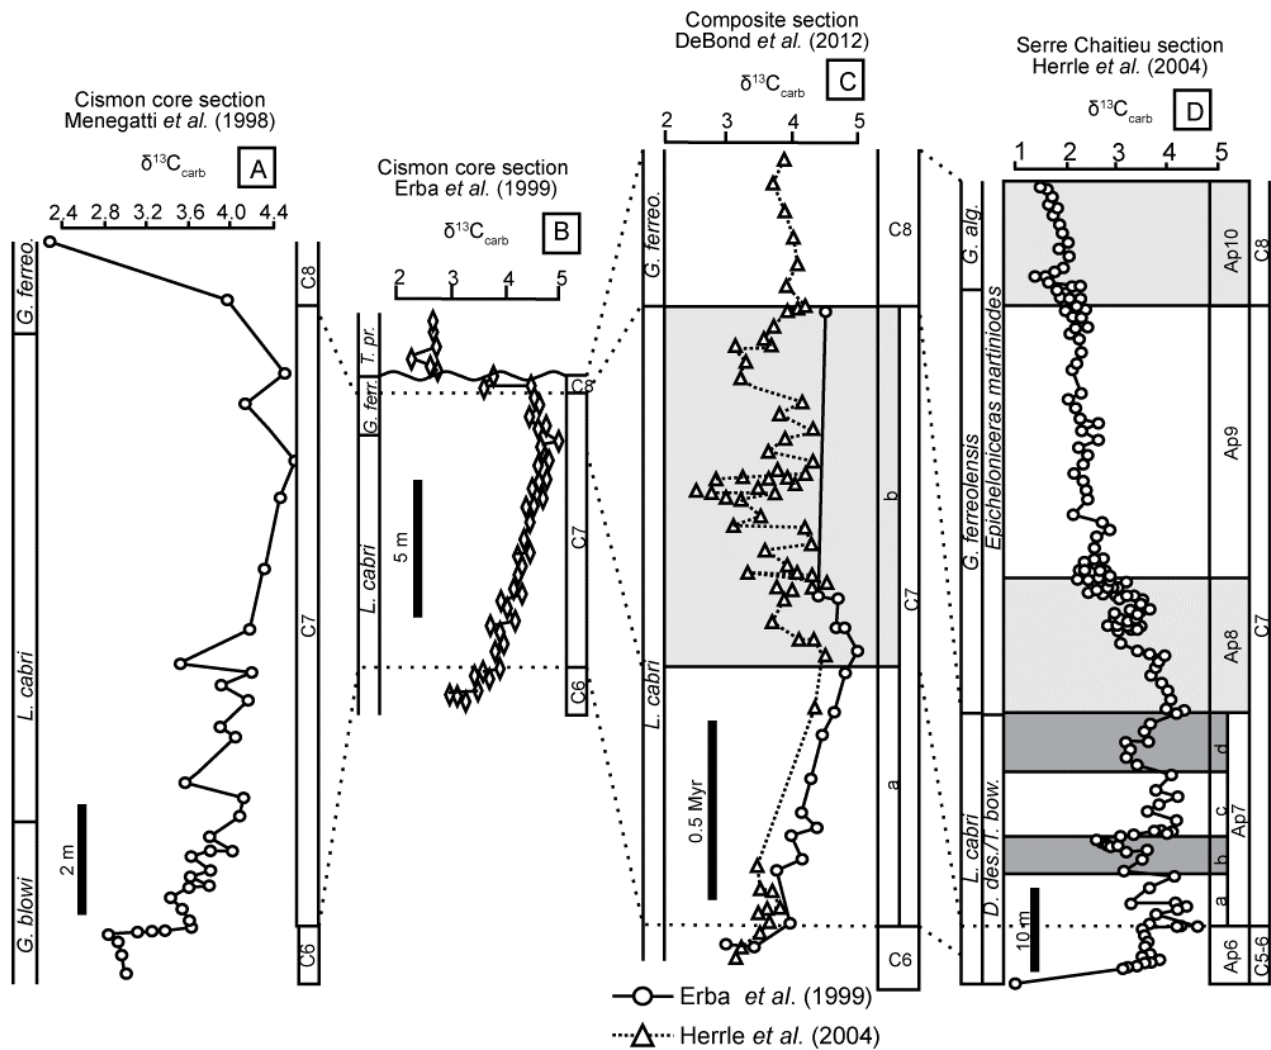 Cismon core section
Menegatti et al. (1998)
δ13Ccarb
A
2.4 2.8 3.2 3.6 4.0 4.4
G. ferreo.
L. cabri
G. blowi
2 m
C8
C7
C6
Cismon core section
Erba et al. (1999)
δ13Ccarb
B
2 3 4 5
T. pr.
G. ferr.
L. cabri
5 m
C8
C7
C6
Composite section
DeBond et al. (2012)
δ13Ccarb
C
2 3 4 5
G. ferreo.
L. cabri
0.5 Myr
b
a
C8
C7
C6
Erba et al. (1999)
Herrle et al. (2004)
Serre Chaitieu section
Herrle et al. (2004)
δ13Ccarb
D
1 2 3 4 5
G. alg.
G. ferreolensis
L. cabri
Epicheloniceras martiniodes
D. des./T. bow.
10 m
Ap10
Ap9
Ap8
d
c
b
a
Ap7
Ap6
C8
C7
C5-6